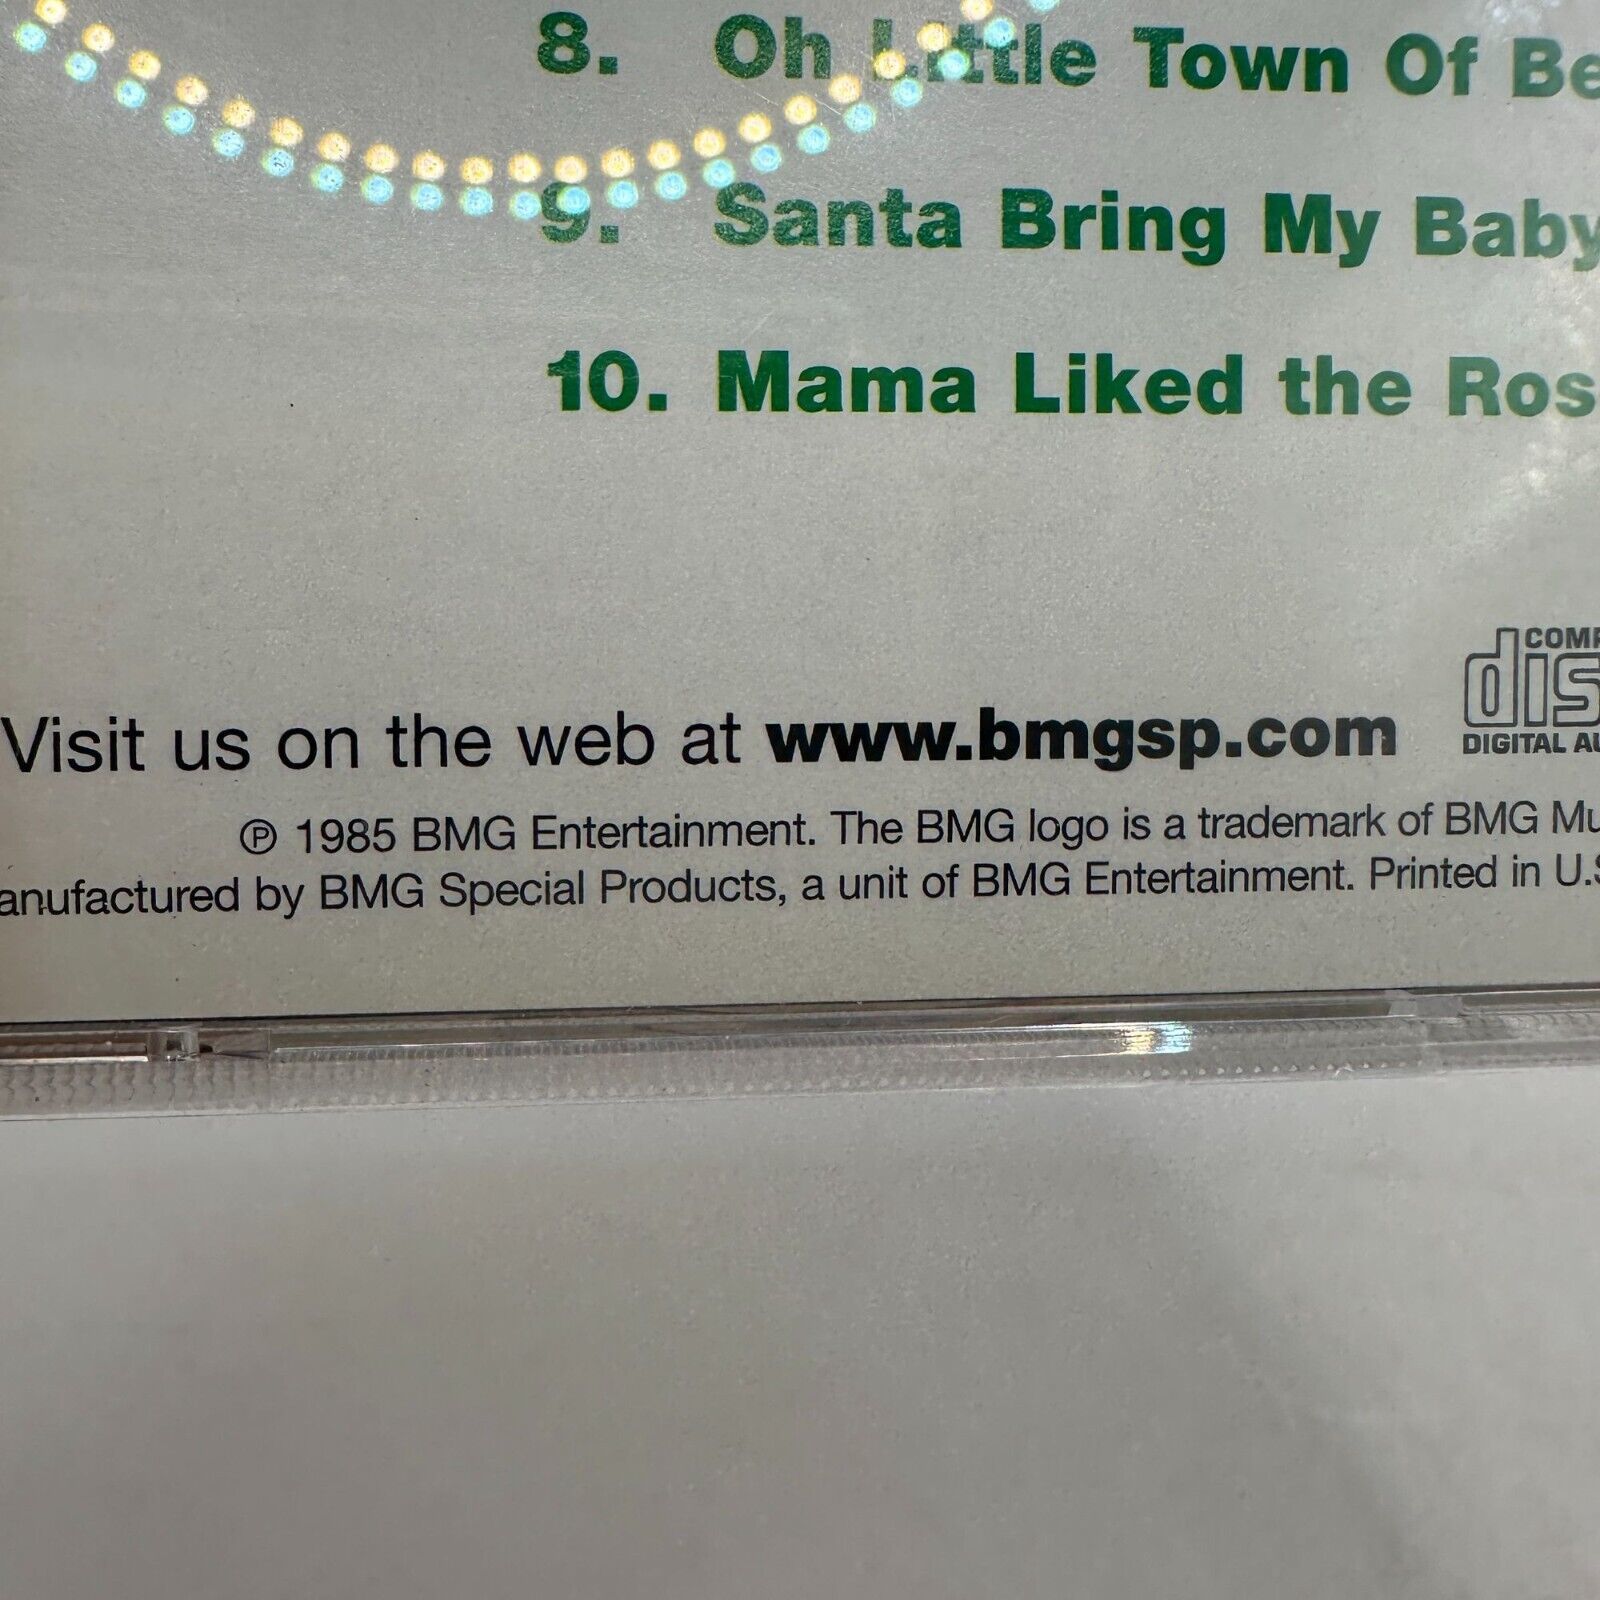 8. Oh Little Town Of Be
9. Santa Bring My Baby
10. Mama Liked the Ros
COMP
dis
DIGITAL AU
Visit us on the web at www.bmgsp.com
℗ 1985 BMG Entertainment. The BMG logo is a trademark of BMG Mu
anufactured by BMG Special Products, a unit of BMG Entertainment. Printed in U.S